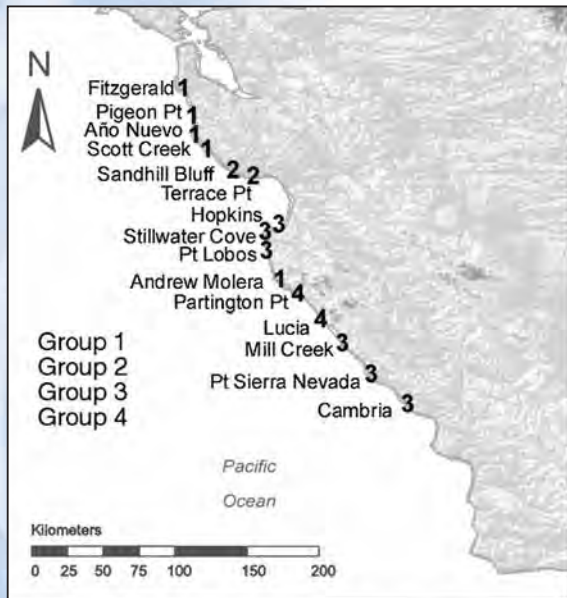 N
Fitzgerald 1
Pigeon Pt 1
Año Nuevo 1
Scott Creek 1
Sandhill Bluff 2
Terrace Pt 2
Hopkins 3
Stillwater Cove 3
Pt Lobos 3
Andrew Molera 1
Partington Pt 4
Lucia 4
Mill Creek 3
Pt Sierra Nevada 3
Cambria 3
Group 1
Group 2
Group 3
Group 4
Pacific
Ocean
Kilometers
0 25 50 100 150 200